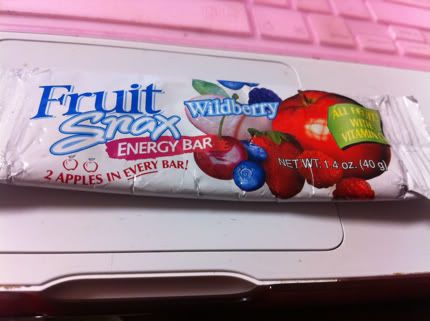 Fruit
Snax
ENERGY BAR
2 APPLES IN EVERY BAR!
Wildberry
ALL FRUIT
WITH
VITAMIN
NET WT. 1.4 oz. (40 g)